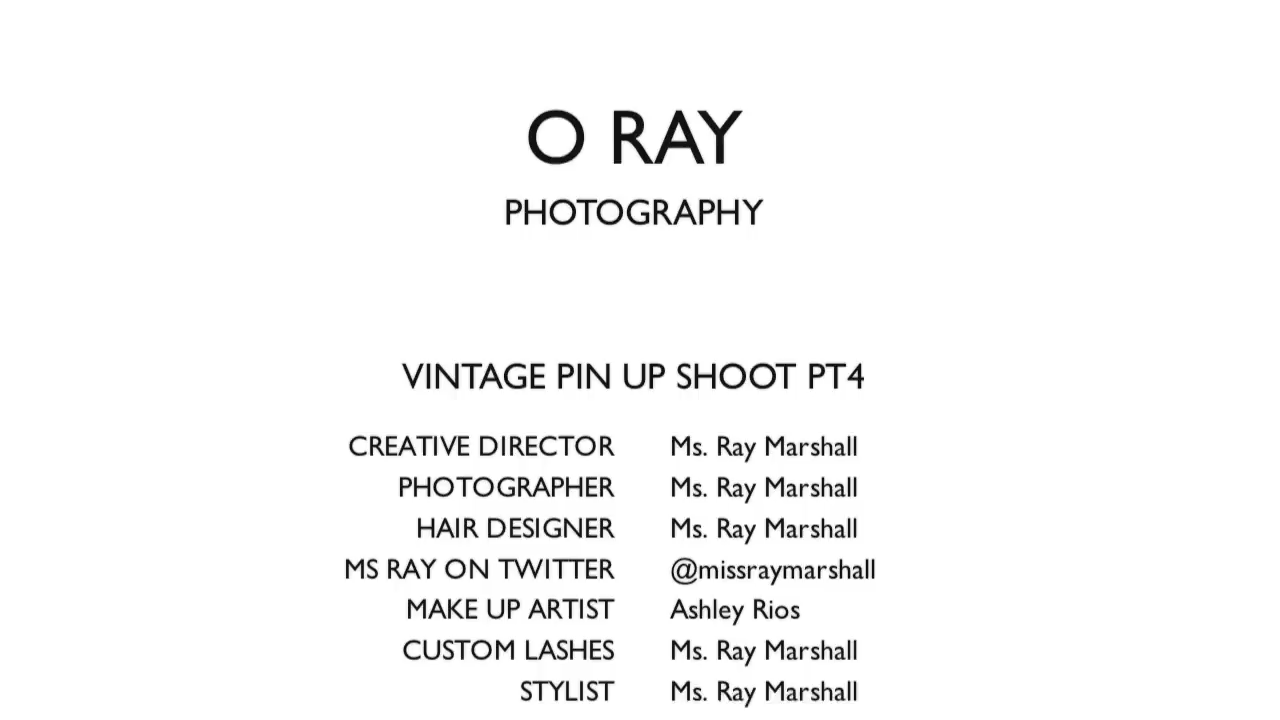 O RAY
PHOTOGRAPHY
VINTAGE PIN UP SHOOT PT4
CREATIVE DIRECTOR Ms. Ray Marshall
PHOTOGRAPHER Ms. Ray Marshall
HAIR DESIGNER Ms. Ray Marshall
MS RAY ON TWITTER @missraymarshall
MAKE UP ARTIST Ashley Rios
CUSTOM LASHES Ms. Ray Marshall
STYLIST Ms. Ray Marshall